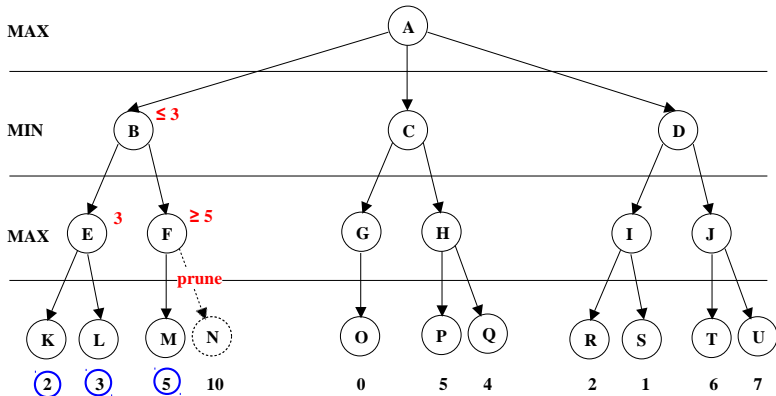 MAX A
≤ 3
MIN B C D
3 ≥ 5
MAX E F G H I J
prune
K L M N O P Q R S T U
2 3 5 10 0 5 4 2 1 6 7